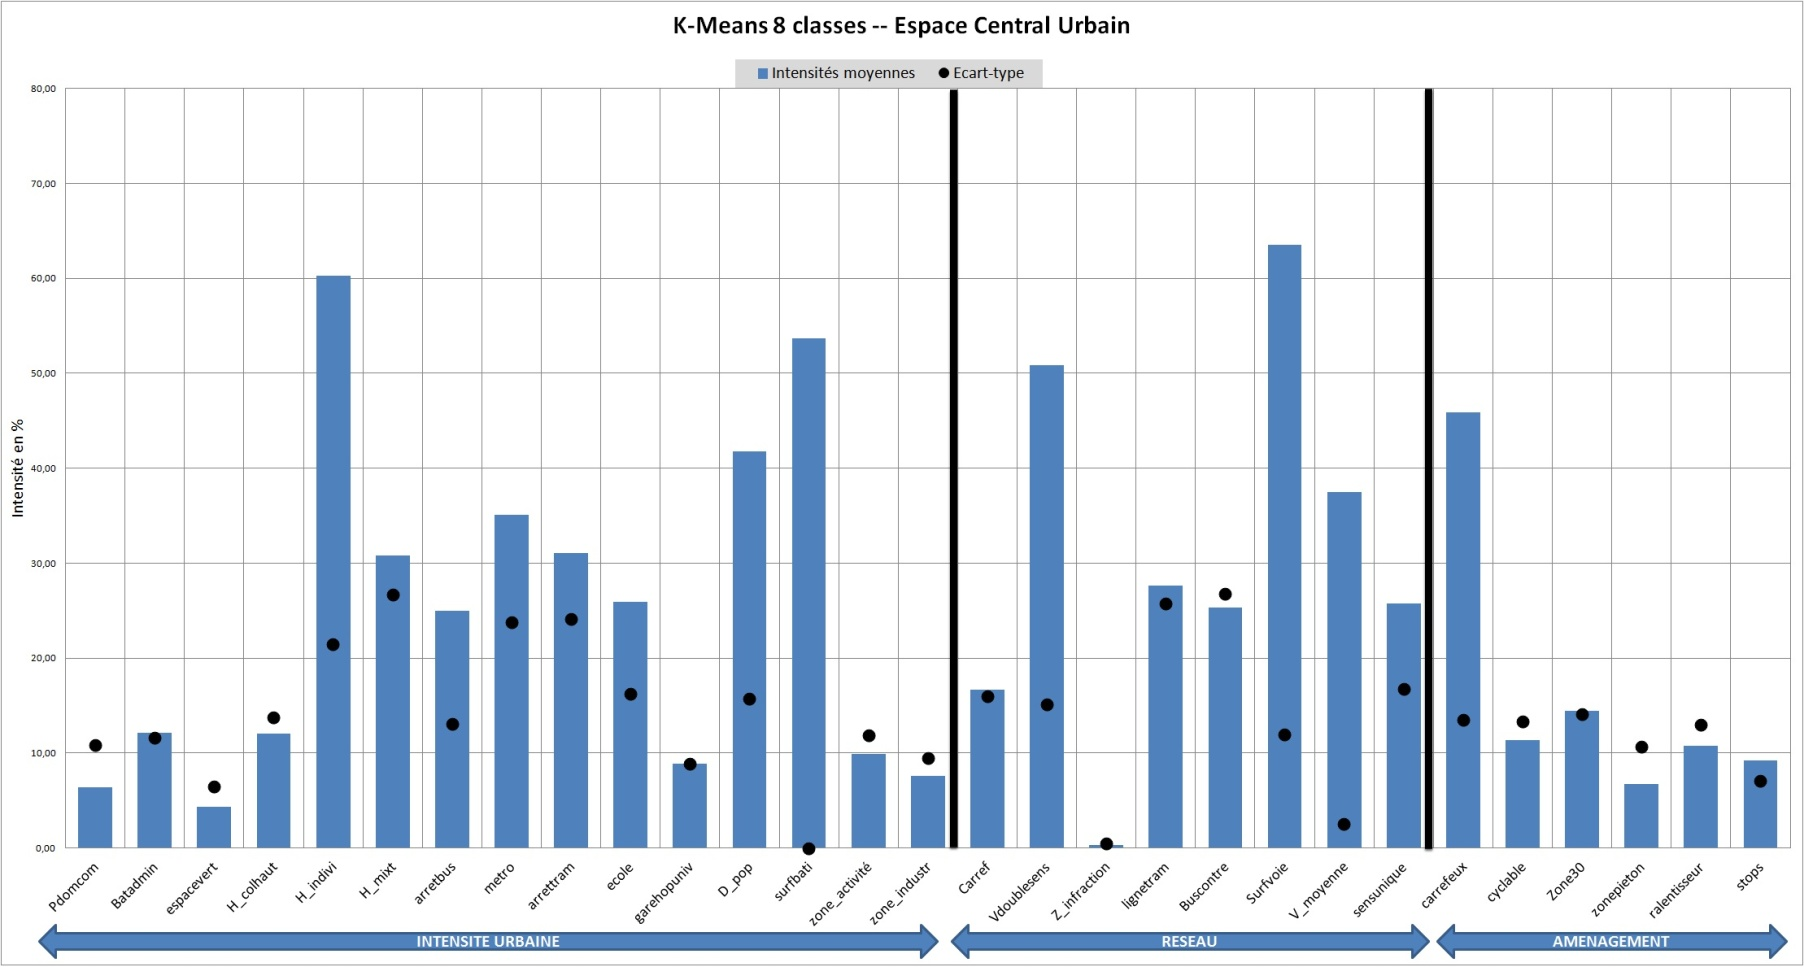 K-Means 8 classes -- Espace Central Urbain
Intensités moyennes
Ecart-type
80,00
70,00
60,00
50,00
40,00
30,00
20,00
10,00
0,00
Intensité en %
Pdomcom
Batadmin
espacevert
H_colhaut
H_indivi
H_mixt
arretbus
metro
arrettram
ecole
garehopuniv
D_pop
surfbati
zone_activité
zone_industr
Carref
Vdoublesens
Z_infraction
lignetram
Buscontre
Surfvoie
V_moyenne
sensunique
carrefeux
cyclable
Zone30
zonepieton
ralentisseur
stops
INTENSITE URBAINE
RESEAU
AMENAGEMENT